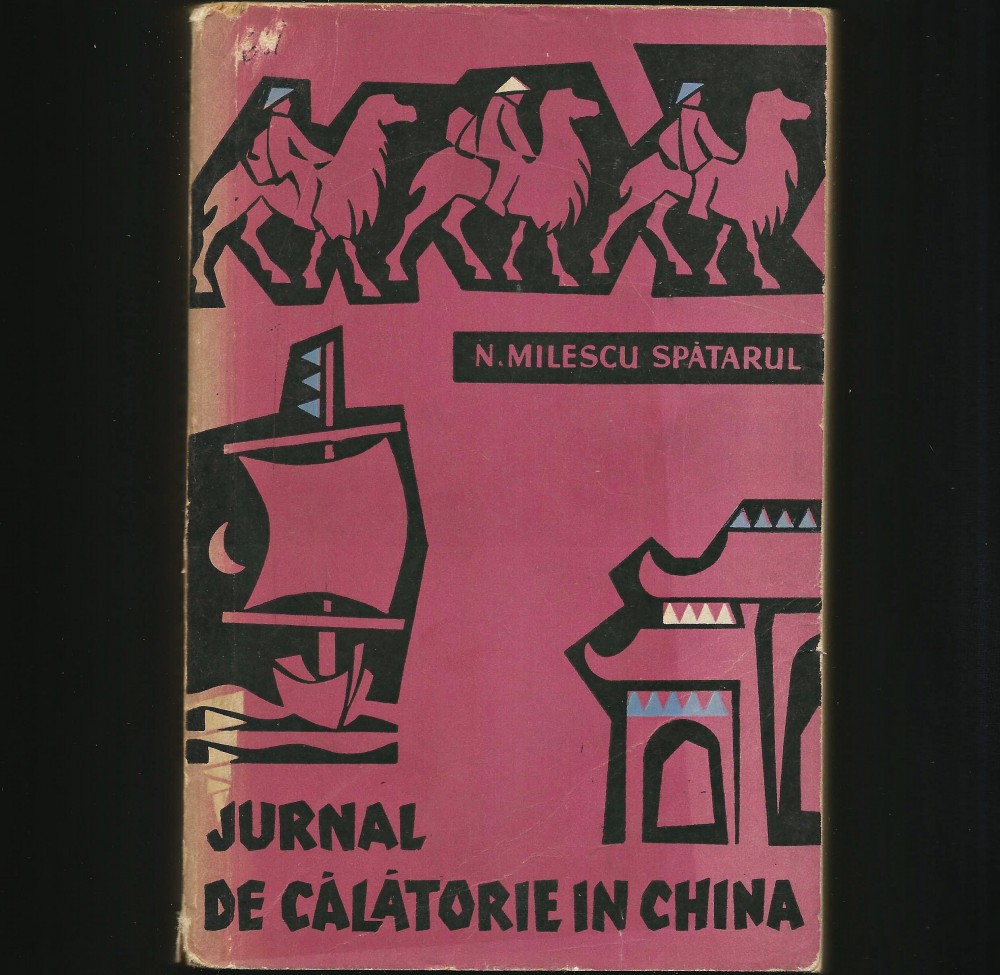 N. MILESCU SPĂTARUL
JURNAL
DE CĂLĂTORIE IN CHINA